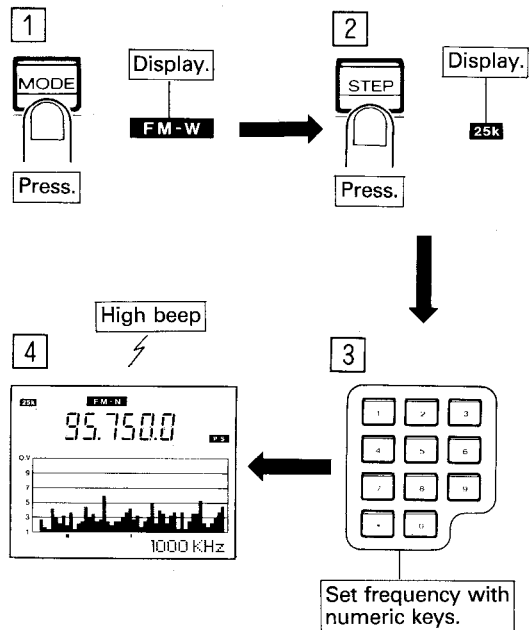 1
MODE
Display.
FM-W
Press.
2
STEP
Display.
25k
Press.
3
1 2 3
4 5 6
7 8 9
• 0
Set frequency with
numeric keys.
High beep
4
25k
FM-N
95.750.0
PS
O.V
9
7
5
3
1
1000 KHz